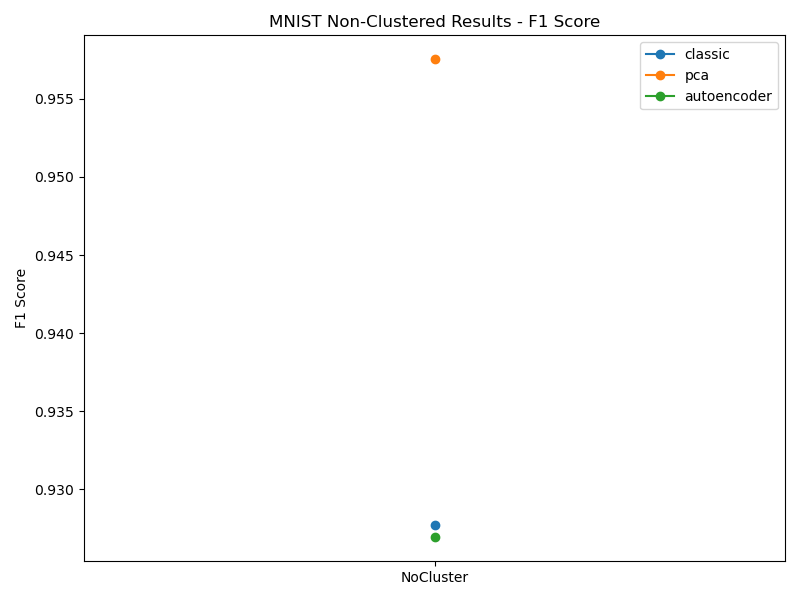 MNIST Non-Clustered Results - F1 Score
classic
pca
autoencoder
0.955
0.950
0.945
0.940
0.935
0.930
F1 Score
NoCluster